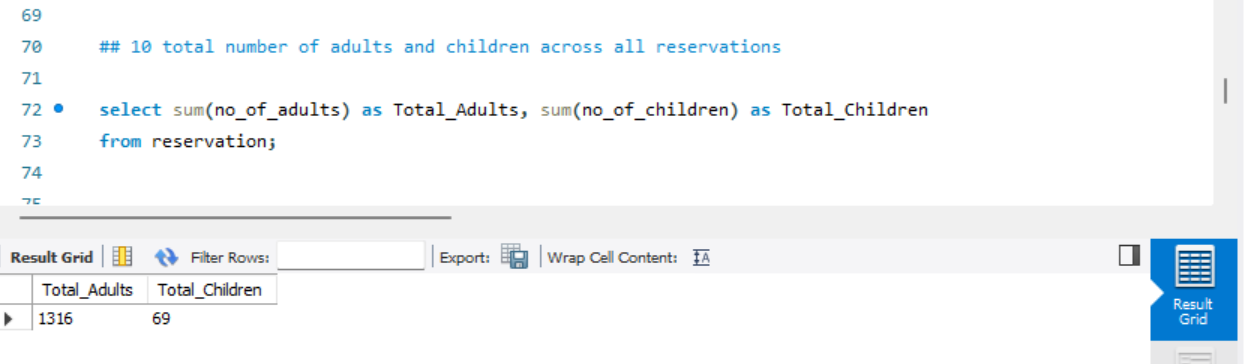 69
70 ## 10 total number of adults and children across all reservations
71
72 select sum(no_of_adults) as Total_Adults, sum(no_of_children) as Total_Children
73 from reservation;
74
75
Result Grid Filter Rows: Export: Wrap Cell Content: IA
Total_Adults Total_Children
1316 69
Result
Grid